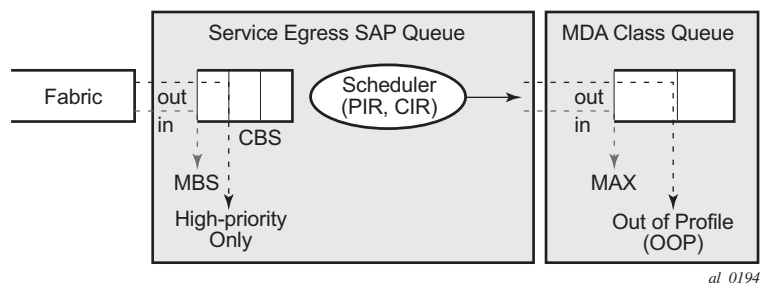 Service Egress SAP Queue
MDA Class Queue
Fabric
out
in
CBS
MBS
High-priority
Only
Scheduler
(PIR, CIR)
out
in
MAX
Out of Profile
(OOP)
al_0194